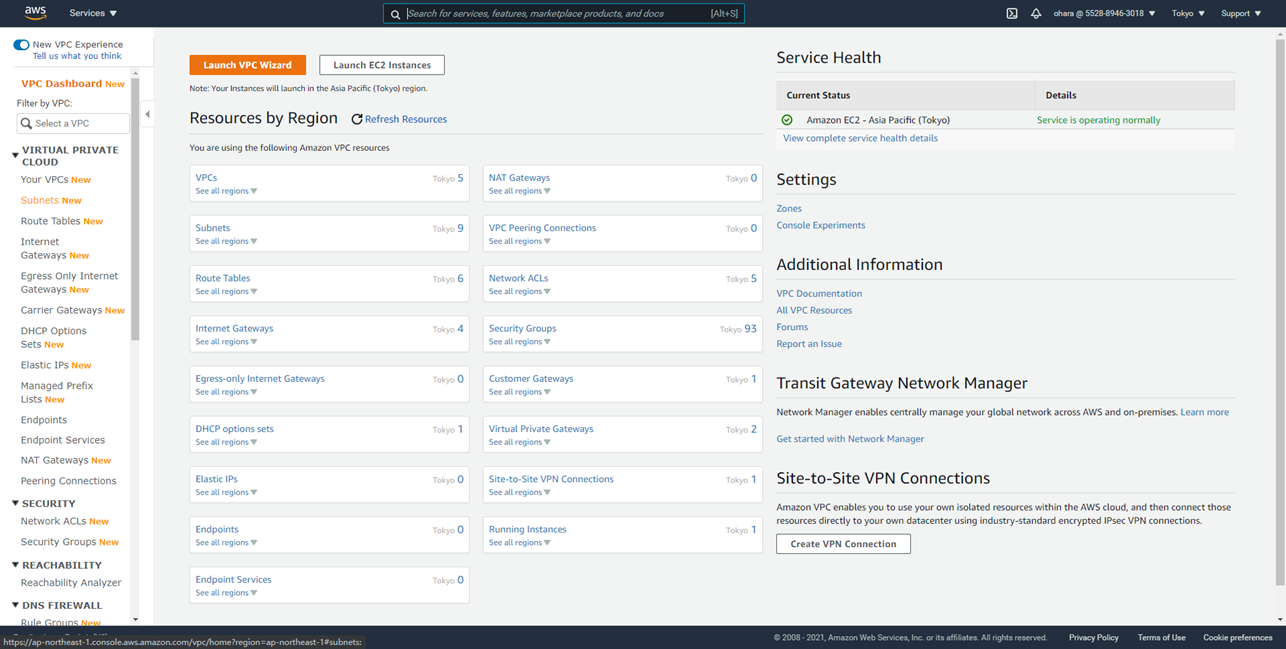 aws
Services
Search for services, features, marketplace products, and docs
[Alt+S]
ohara @ 5528-8946-3018
Tokyo
Support
New VPC Experience
Tell us what you think
VPC Dashboard New
Filter by VPC:
Select a VPC
VIRTUAL PRIVATE
CLOUD
Your VPCs New
Subnets New
Route Tables New
Internet
Gateways New
Egress Only Internet
Gateways New
Carrier Gateways New
DHCP Options
Sets New
Elastic IPs New
Managed Prefix
Lists New
Endpoints
Endpoint Services
NAT Gateways New
Peering Connections
SECURITY
Network ACLs New
Security Groups New
REACHABILITY
Reachability Analyzer
DNS FIREWALL
Rule Groups New
Launch VPC Wizard
Launch EC2 Instances
Note: Your Instances will launch in the Asia Pacific (Tokyo) region.
Resources by Region
Refresh Resources
You are using the following Amazon VPC resources
VPCs Tokyo 5
See all regions
NAT Gateways Tokyo 0
See all regions
Subnets Tokyo 9
See all regions
VPC Peering Connections Tokyo 0
See all regions
Route Tables Tokyo 6
See all regions
Network ACLs Tokyo 5
See all regions
Internet Gateways Tokyo 4
See all regions
Security Groups Tokyo 93
See all regions
Egress-only Internet Gateways Tokyo 0
See all regions
Customer Gateways Tokyo 1
See all regions
DHCP options sets Tokyo 1
See all regions
Virtual Private Gateways Tokyo 2
See all regions
Elastic IPs Tokyo 0
See all regions
Site-to-Site VPN Connections Tokyo 1
See all regions
Endpoints Tokyo 0
See all regions
Running Instances Tokyo 1
See all regions
Endpoint Services Tokyo 0
See all regions
Service Health
Current Status
Details
Amazon EC2 - Asia Pacific (Tokyo)
Service is operating normally
View complete service health details
Settings
Zones
Console Experiments
Additional Information
VPC Documentation
All VPC Resources
Forums
Report an Issue
Transit Gateway Network Manager
Network Manager enables centrally manage your global network across AWS and on-premises. Learn more
Get started with Network Manager
Site-to-Site VPN Connections
Amazon VPC enables you to use your own isolated resources within the AWS cloud, and then connect those
resources directly to your own datacenter using industry-standard encrypted IPsec VPN connections.
Create VPN Connection
https://ap-northeast-1.console.aws.amazon.com/vpc/home?region=ap-northeast-1#subnets:
© 2008 - 2021, Amazon Web Services, Inc. or its affiliates. All rights reserved.
Privacy Policy
Terms of Use
Cookie preferences